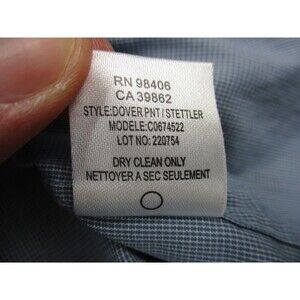 RN 98406
CA 39862
STYLE:DOVER PNT / STETTLER
MODELE:C0674522
LOT NO: 220754
DRY CLEAN ONLY
NETTOYER A SEC SEULEMENT